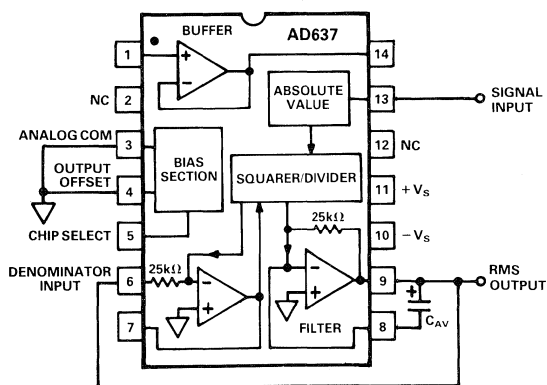 BUFFER
AD637
1
14
NC
2
ABSOLUTE
VALUE
13
SIGNAL
INPUT
ANALOG COM
3
12
NC
OUTPUT
OFFSET
4
BIAS
SECTION
SQUARER/DIVIDER
11
+VS
CHIP SELECT
5
25kΩ
10
−VS
DENOMINATOR
INPUT
6
25kΩ
9
RMS
OUTPUT
7
FILTER
8
CAV
+
−
+
−
+
−
+